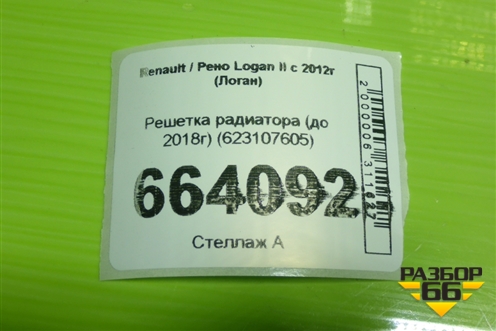 Renault / Рено Logan II с 2012г
(Логан)
Решетка радиатора (до
2018г) (623107605)
664092
Стеллаж А
РАЗБОР
66